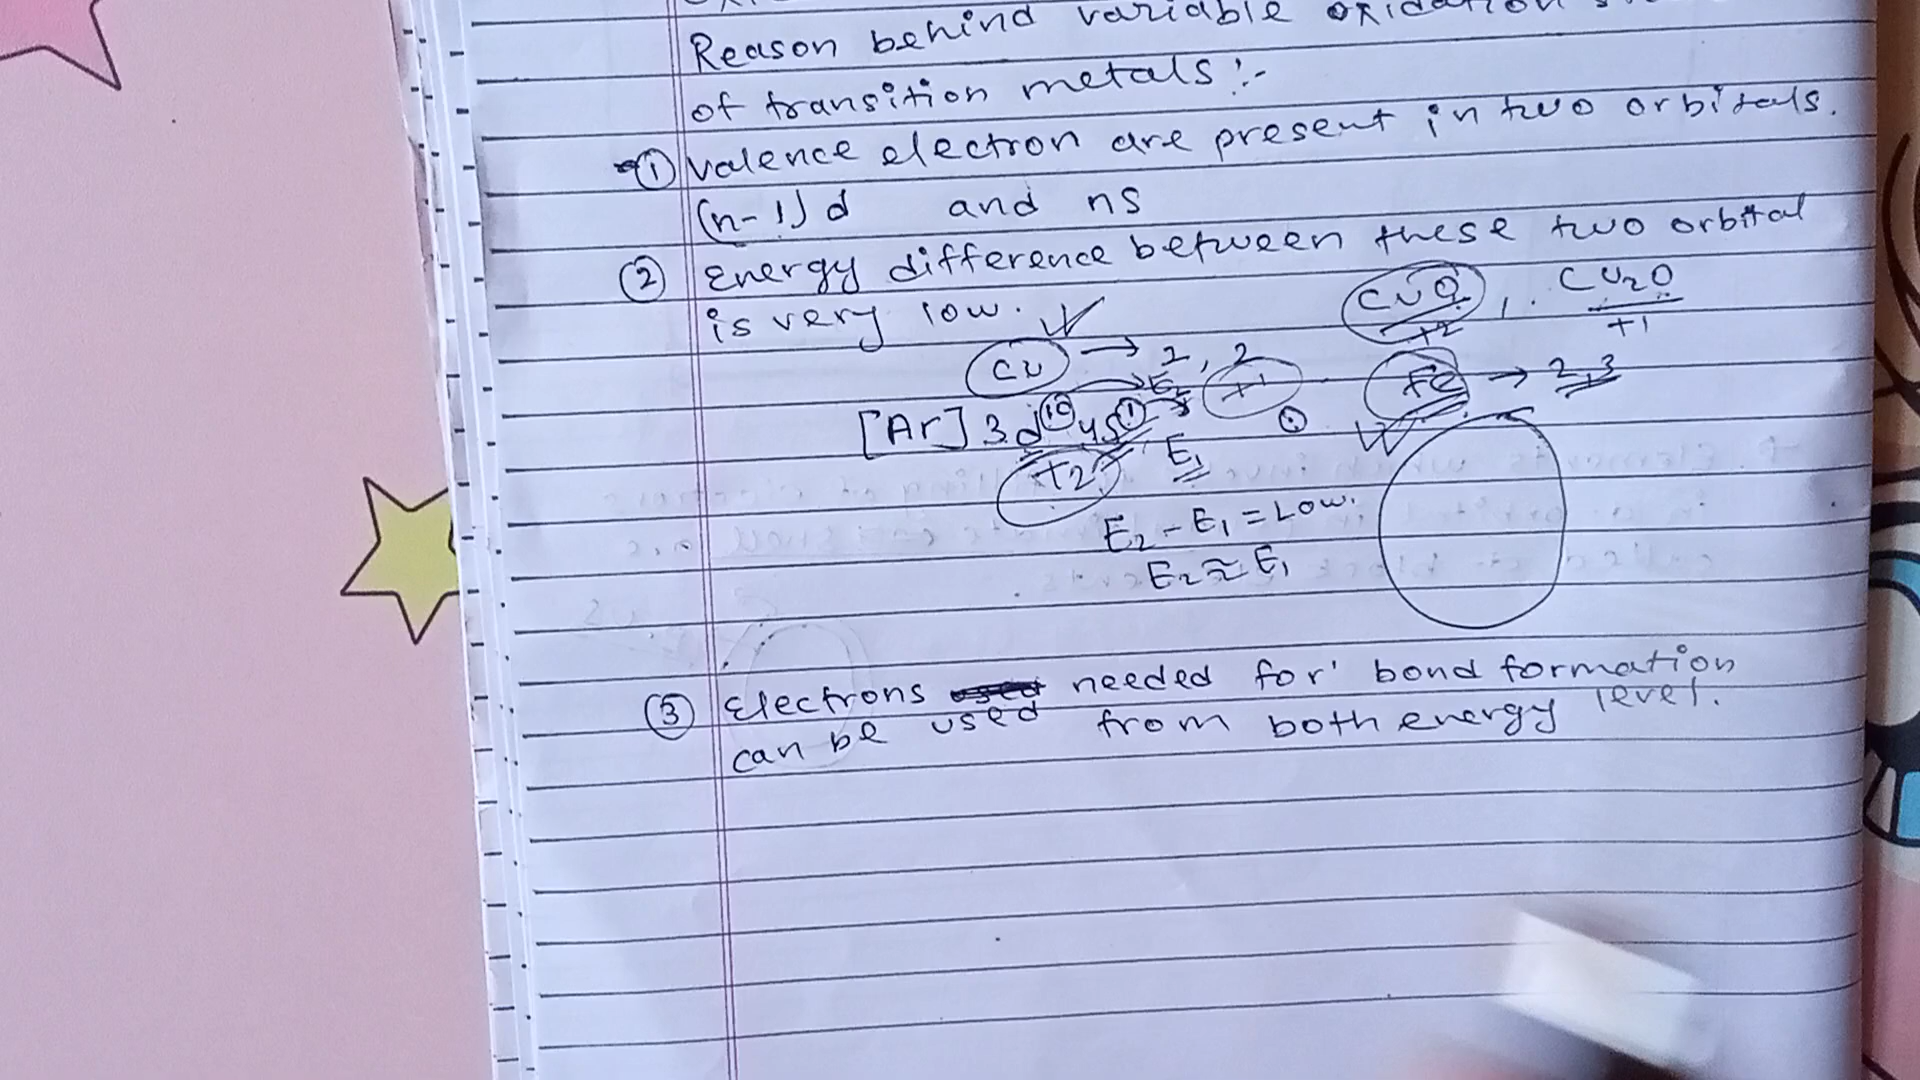 Reason behind variable oxidation
of transition metals :-
① valence electron are present in two orbitals.
(n-1)d and ns
② Energy difference between these two orbital
is very low.
CuO, Cu2O
+2 +1
Cu → 1, 2
+1
Fe → 2,3
[Ar] 3d10 4s1
E2
+2
E1
E2 - E1 = Low.
E2 ≈ E1
③ Electrons needed for bond formation
can be used from both energy level.